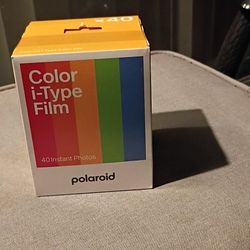 x40
Color
i-Type
Film
40 Instant Photos
polaroid